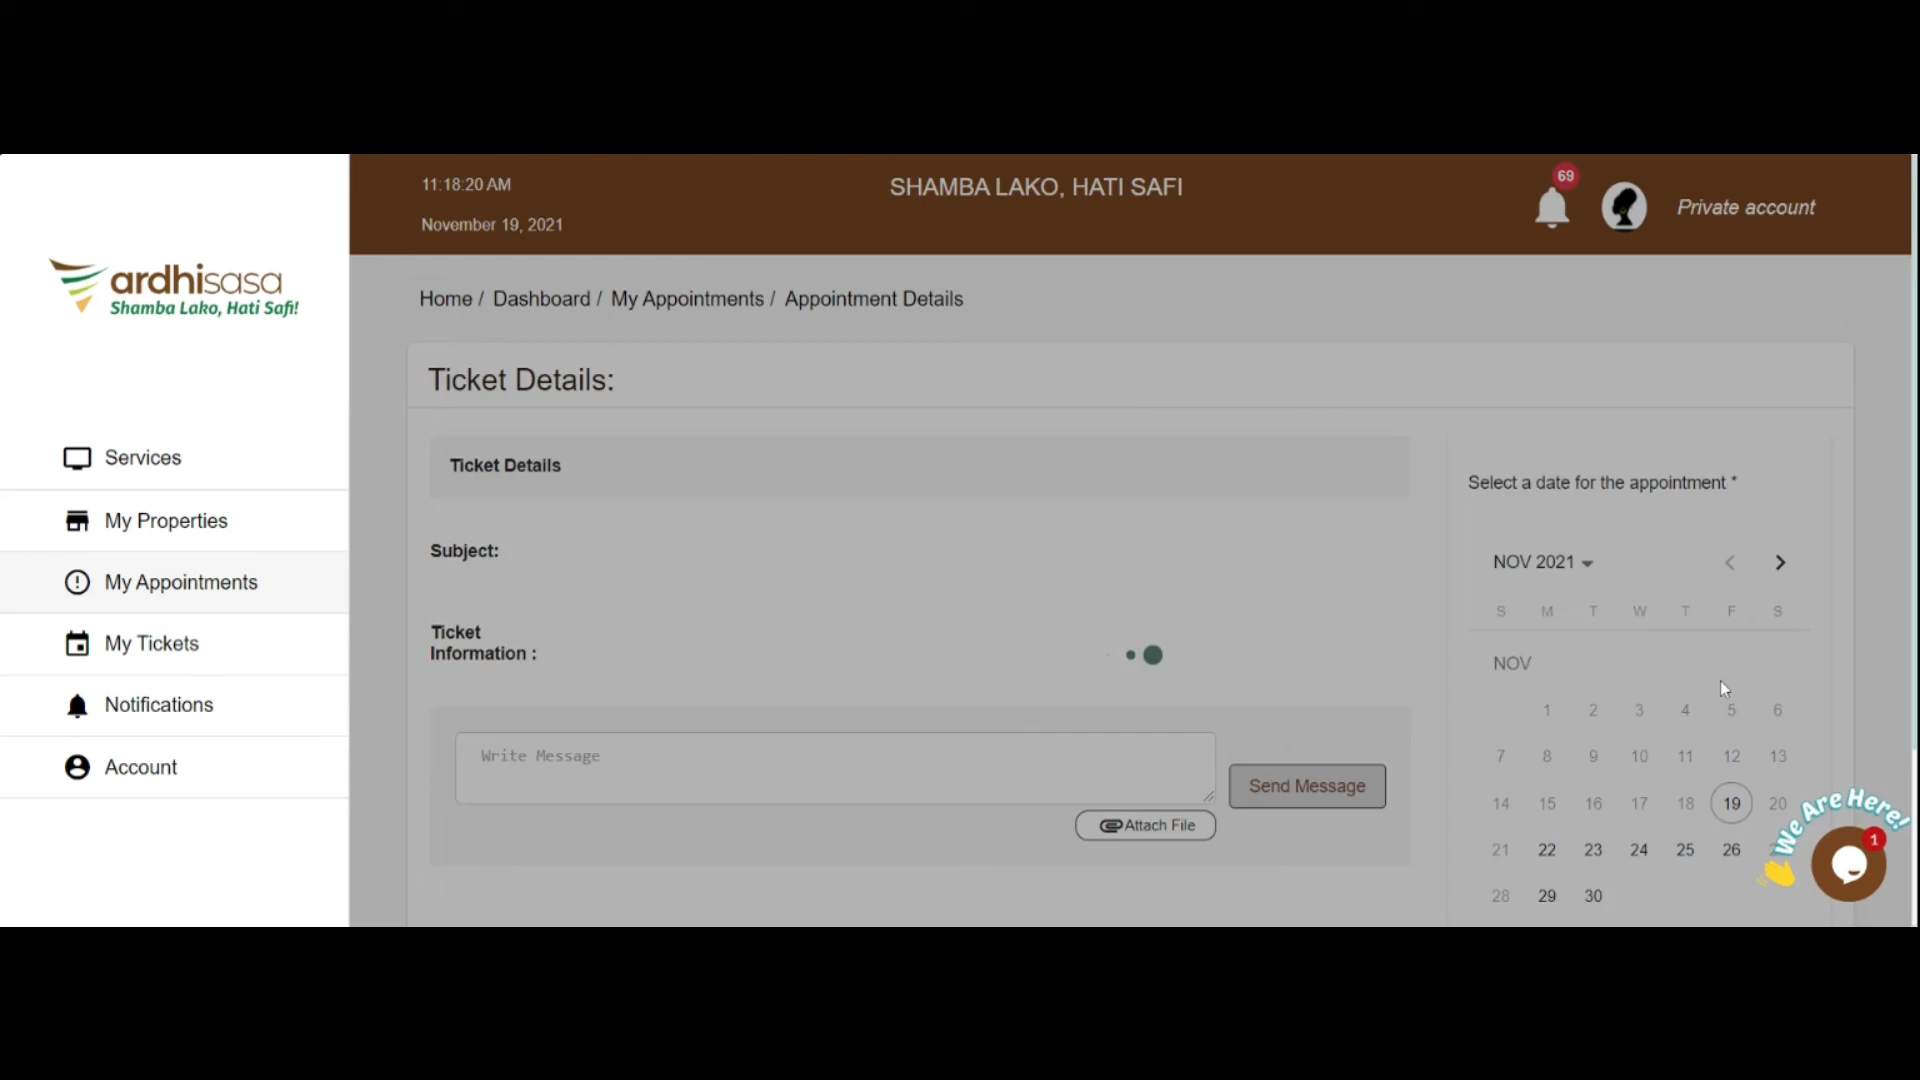 11:18:20 AM
November 19, 2021
SHAMBA LAKO, HATI SAFI
69
Private account
ardhisasa
Shamba Lako, Hati Safi!
Services
My Properties
My Appointments
My Tickets
Notifications
Account
Home / Dashboard / My Appointments / Appointment Details
Ticket Details:
Ticket Details
Subject:
Ticket
Information :
Write Message
Send Message
Attach File
Select a date for the appointment *
NOV 2021
S M T W T F S
NOV
1 2 3 4 5 6
7 8 9 10 11 12 13
14 15 16 17 18 19 20
21 22 23 24 25 26
28 29 30
We Are Here!
1